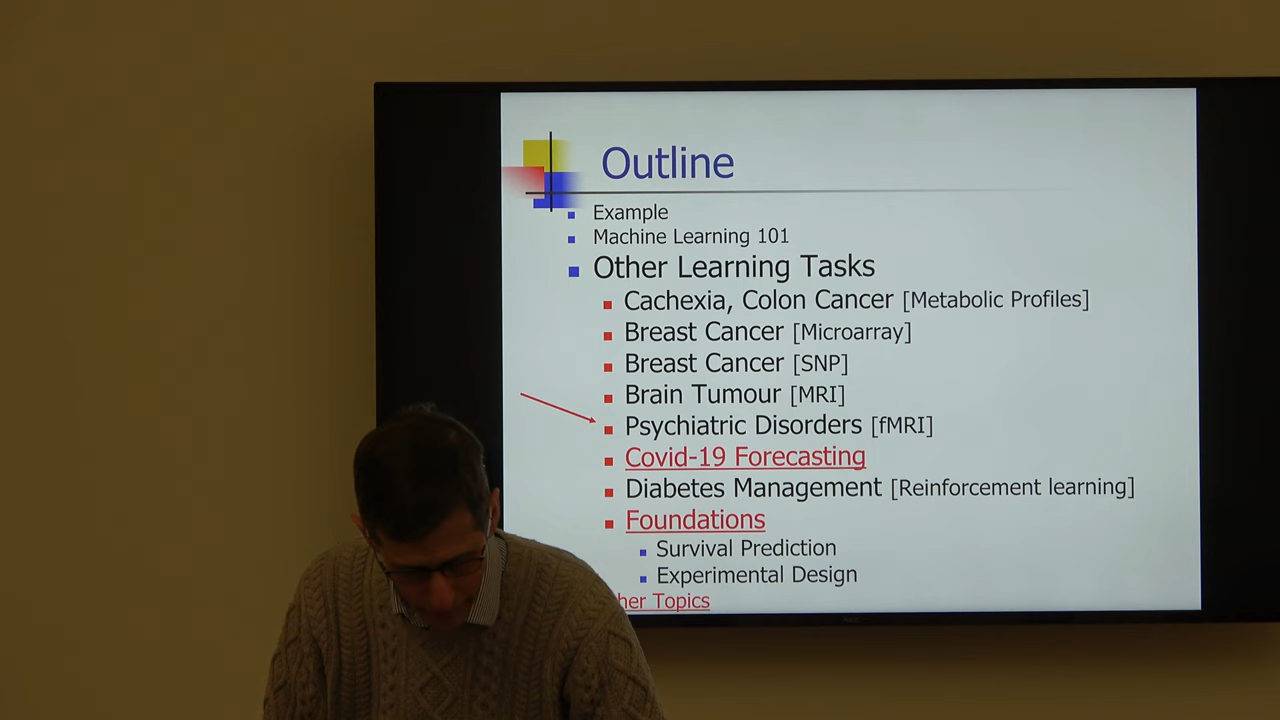 Outline
Example
Machine Learning 101
Other Learning Tasks
Cachexia, Colon Cancer [Metabolic Profiles]
Breast Cancer [Microarray]
Breast Cancer [SNP]
Brain Tumour [MRI]
Psychiatric Disorders [fMRI]
Covid-19 Forecasting
Diabetes Management [Reinforcement learning]
Foundations
Survival Prediction
Experimental Design
Topics